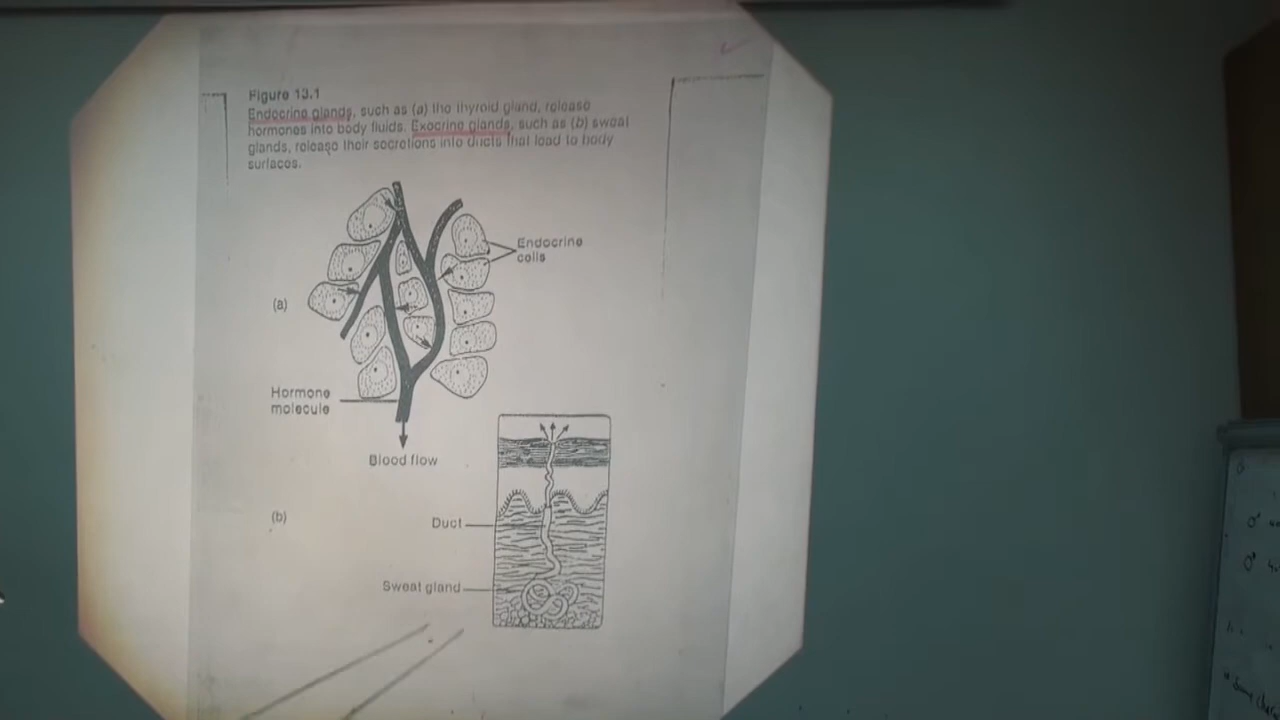 Figure 13.1
Endocrine glands, such as (a) the thyroid gland, release
hormones into body fluids. Exocrine glands, such as (b) sweat
glands, release their secretions into ducts that lead to body
surfaces.
Endocrine
cells
(a)
Hormone
molecule
Blood flow
(b)
Duct
Sweat gland